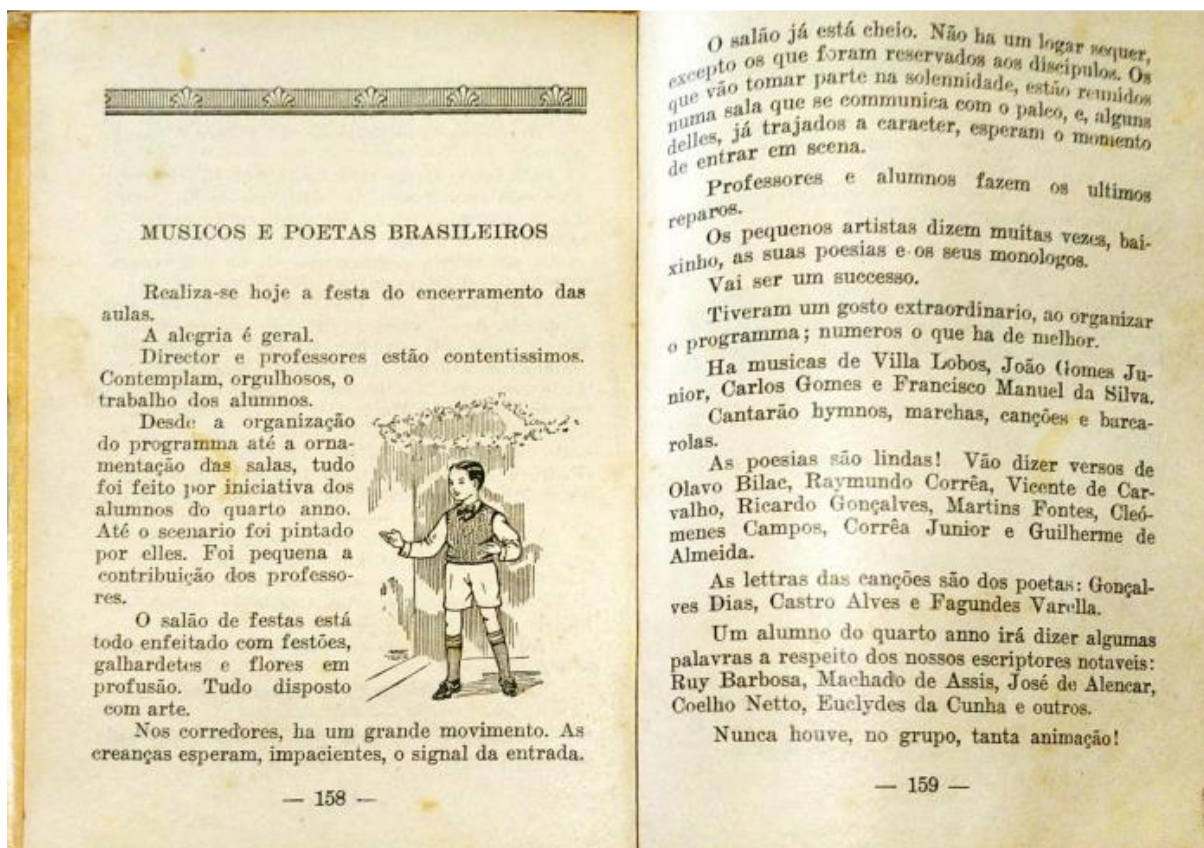 MUSICOS E POETAS BRASILEIROS
Realiza-se hoje a festa do encerramento das
aulas.
A alegria é geral.
Director e professores estão contentissimos.
Contemplam, orgulhosos, o
trabalho dos alumnos.
Desde a organização
do programma até a orna-
mentação das salas, tudo
foi feito por iniciativa dos
alumnos do quarto anno.
Até o scenario foi pintado
por elles. Foi pequena a
contribuição dos professo-
res.
O salão de festas está
todo enfeitado com festões,
galhardetes e flores em
profusão. Tudo disposto
com arte.
Nos corredores, ha um grande movimento. As
creanças esperam, impacientes, o signal da entrada.
— 158 —
O salão já está cheio. Não ha um logar sequer,
excepto os que foram reservados aos discipulos. Os
que vão tomar parte na solennidade, estão reunidos
numa sala que se communica com o palco, e, alguns
delles, já trajados a caracter, esperam o momento
de entrar em scena.
Professores e alumnos fazem os ultimos
reparos.
Os pequenos artistas dizem muitas vezes, bai-
xinho, as suas poesias e os seus monologos.
Vai ser um successo.
Tiveram um gosto extraordinario, ao organizar
o programma; numeros o que ha de melhor.
Ha musicas de Villa Lobos, João Gomes Ju-
nior, Carlos Gomes e Francisco Manuel da Silva.
Cantarão hymnos, marchas, canções e barca-
rolas.
As poesias são lindas! Vão dizer versos de
Olavo Bilac, Raymundo Corrêa, Vicente de Car-
valho, Ricardo Gonçalves, Martins Fontes, Cleó-
menes Campos, Corrêa Junior e Guilherme de
Almeida.
As lettras das canções são dos poetas: Gonçal-
ves Dias, Castro Alves e Fagundes Varella.
Um alumno do quarto anno irá dizer algumas
palavras a respeito dos nossos escriptores notaveis:
Ruy Barbosa, Machado de Assis, José de Alencar,
Coelho Netto, Euclydes da Cunha e outros.
Nunca houve, no grupo, tanta animação!
— 159 —